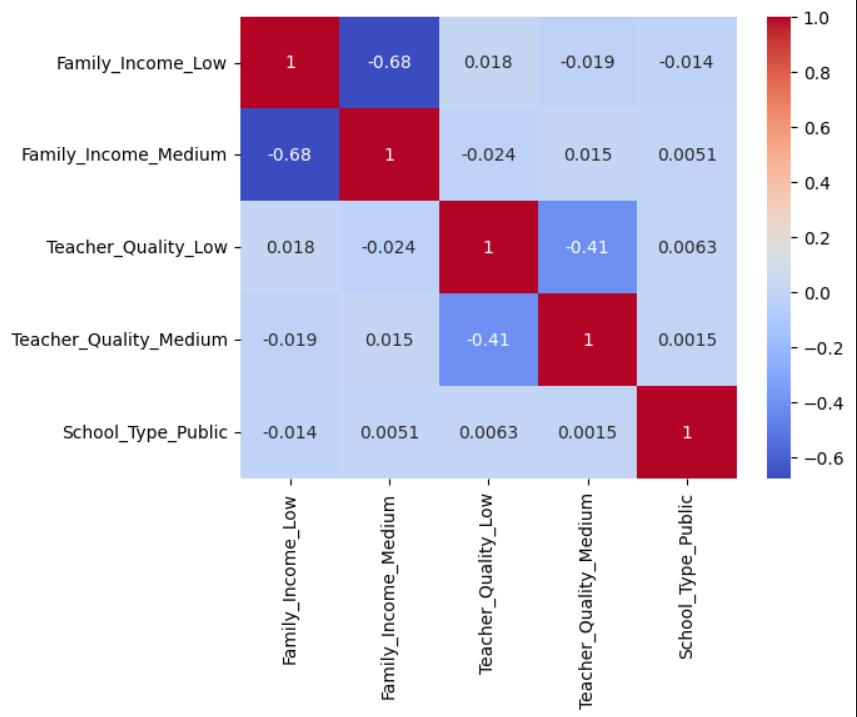 Family_Income_Low 1 -0.68 0.018 -0.019 -0.014
Family_Income_Medium -0.68 1 -0.024 0.015 0.0051
Teacher_Quality_Low 0.018 -0.024 1 -0.41 0.0063
Teacher_Quality_Medium -0.019 0.015 -0.41 1 0.0015
School_Type_Public -0.014 0.0051 0.0063 0.0015 1
Family_Income_Low
Family_Income_Medium
Teacher_Quality_Low
Teacher_Quality_Medium
School_Type_Public
1.0
0.8
0.6
0.4
0.2
0.0
−0.2
−0.4
−0.6